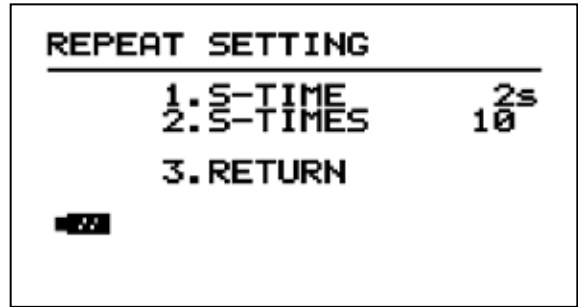 REPEAT SETTING
1.S-TIME 2s
2.S-TIMES 10
3.RETURN